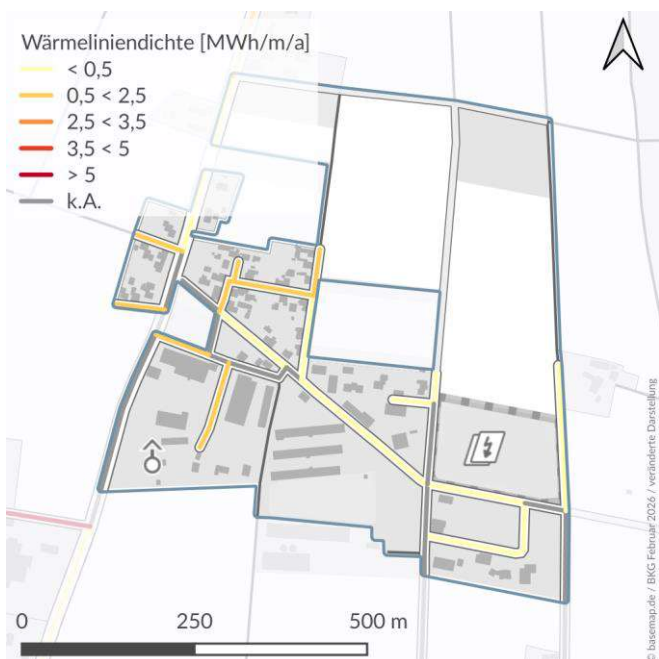 Wärmeliniendichte [MWh/m/a]
< 0,5
0,5 < 2,5
2,5 < 3,5
3,5 < 5
> 5
k.A.
0 250 500 m
© basemap.de / BKG Februar 2026 / veränderte Darstellung